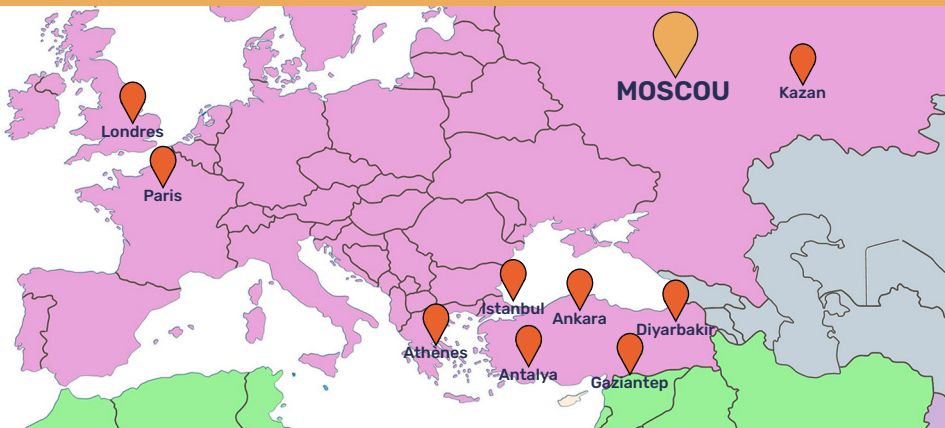 MOSCOU
Kazan
Londres
Paris
Istanbul
Ankara
Diyarbakir
Athènes
Antalya
Gaziantep